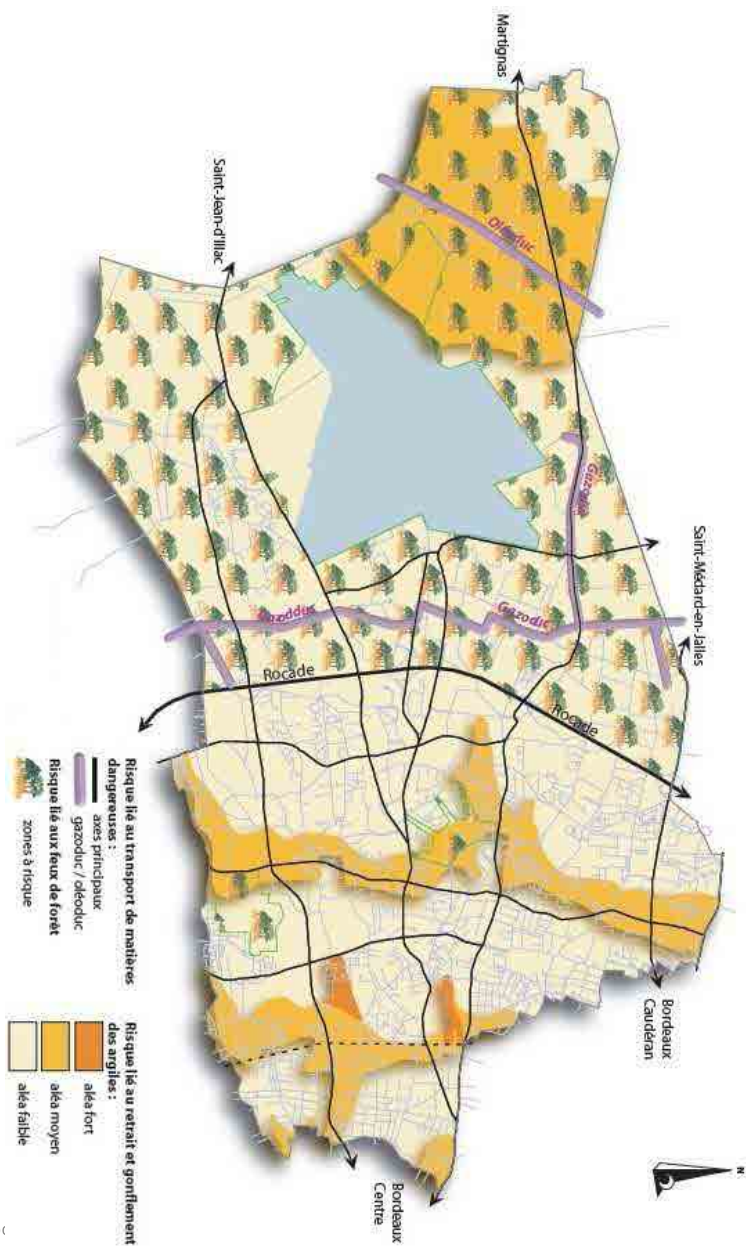 N
Martignas
Saint-Jean-d'Illac
Oléoduc
Gazoduc
Saint-Médard-en-Jalles
Gazodduc
Gazoduc
Rocade
Rocade
Bordeaux
Caudéran
Bordeaux
Centre
Risque lié au transport de matières
dangereuses :
axes principaux
gazoduc / oléoduc
Risque lié aux feux de forêt
zones à risque
Risque lié au retrait et gonflement
des argiles :
aléa fort
aléa moyen
aléa faible